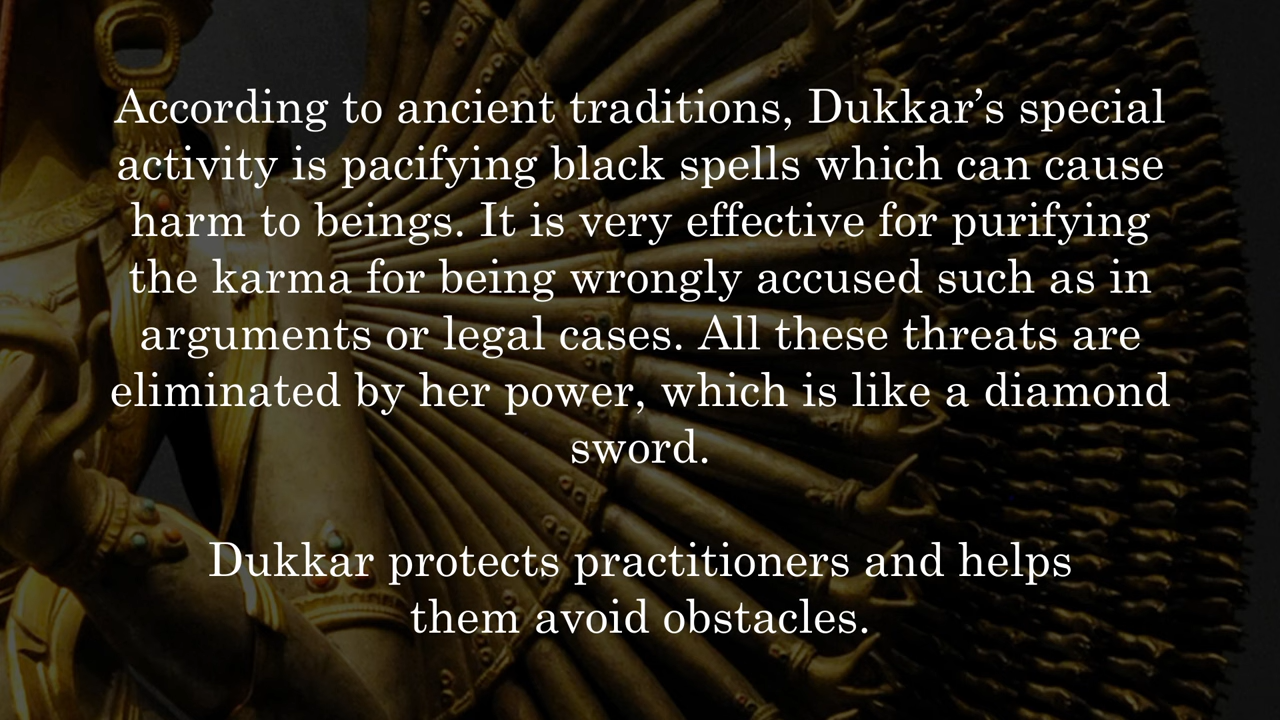 According to ancient traditions, Dukkar’s special
activity is pacifying black spells which can cause
harm to beings. It is very effective for purifying
the karma for being wrongly accused such as in
arguments or legal cases. All these threats are
eliminated by her power, which is like a diamond
sword.
Dukkar protects practitioners and helps
them avoid obstacles.